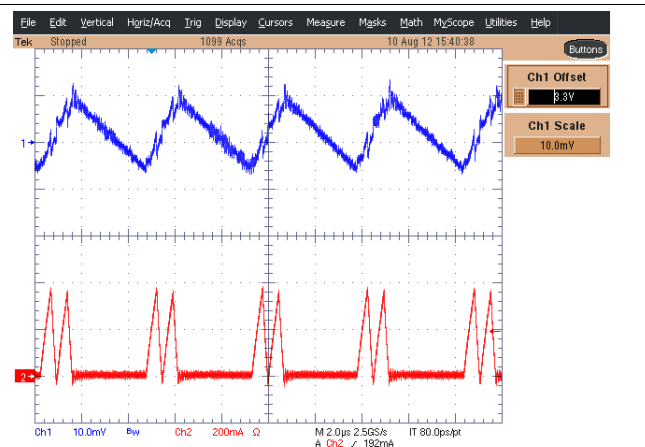 File Edit Vertical Horiz/Acq Trig Display Cursors Measure Masks Math MyScope Utilities Help
Tek Stopped 1099 Acqs 10 Aug 12 15:40:38
Buttons
Ch1 Offset
3.3V
Ch1 Scale
10.0mV
1
2
Ch1 10.0mV Bw Ch2 200mA Ω M 2.0µs 2.5GS/s IT 80.0ps/pt
A Ch2 ∕ 192mA